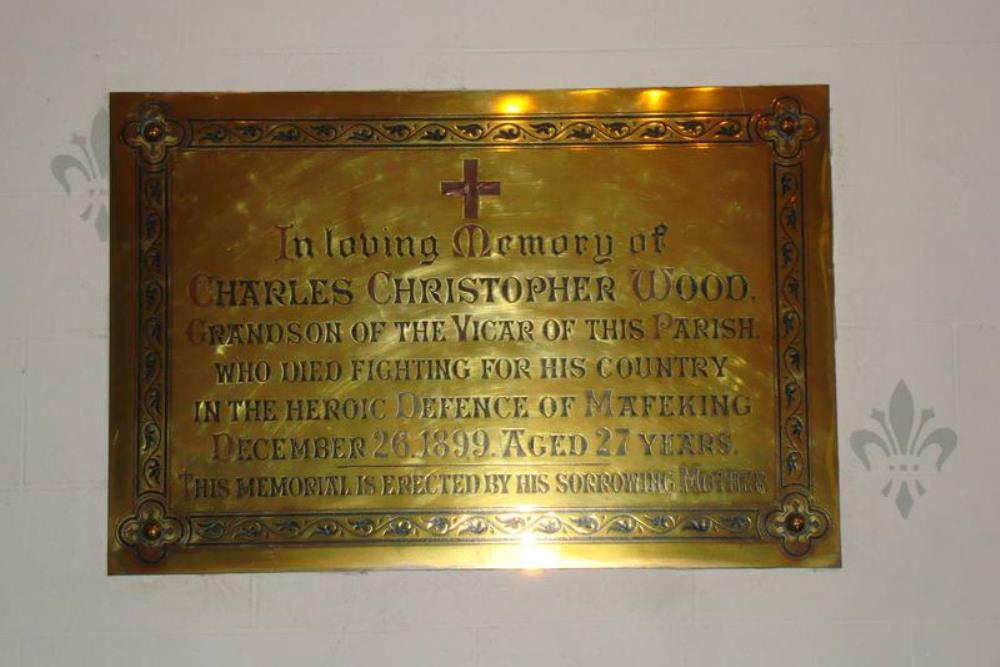 In loving Memory of
CHARLES CHRISTOPHER WOOD.
GRANDSON OF THE VICAR OF THIS PARISH.
WHO DIED FIGHTING FOR HIS COUNTRY
IN THE HEROIC DEFENCE OF MAFEKING
DECEMBER 26. 1899. AGED 27 YEARS.
THIS MEMORIAL IS ERECTED BY HIS SORROWING MOTHER